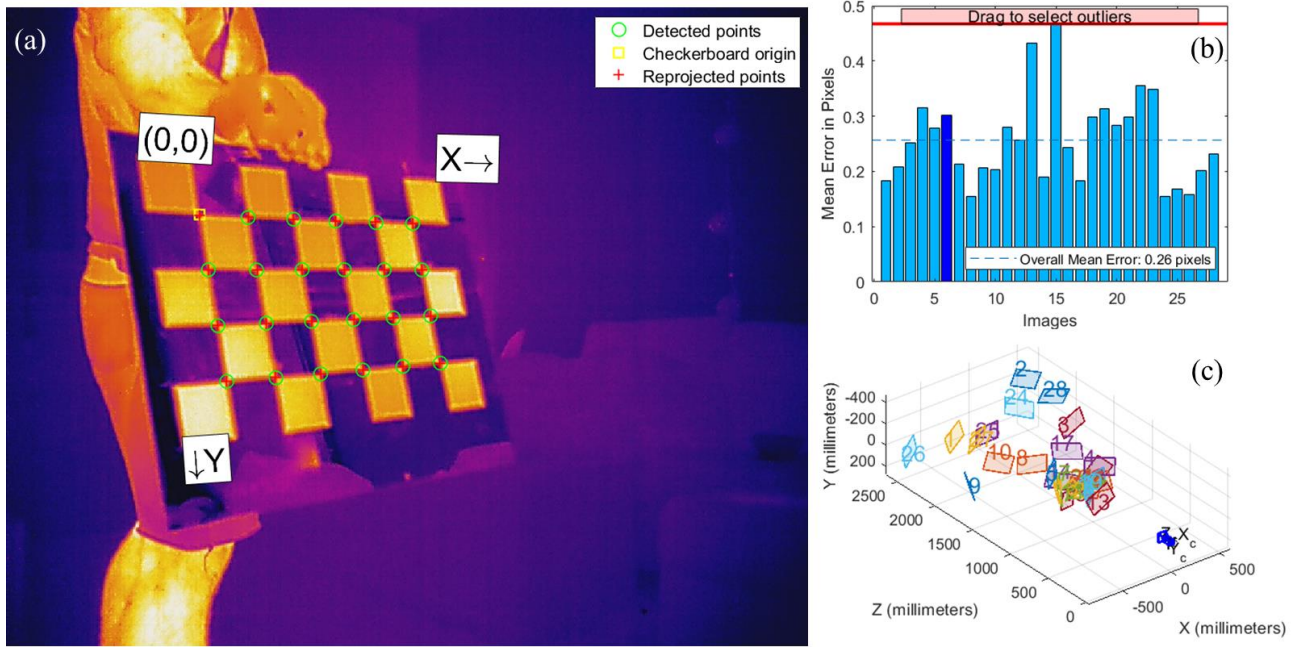 (a)
Detected points
Checkerboard origin
Reprojected points
(0,0)
X→
↓Y
(b)
Drag to select outliers
0.5
0.4
0.3
0.2
0.1
0
Mean Error in Pixels
Overall Mean Error: 0.26 pixels
0 5 10 15 20 25
Images
(c)
-400
-200
0
200
Y (millimeters)
2500
2000
1500
1000
500
0
Z (millimeters)
-500
0
500
X (millimeters)
2
28
24
3
1
26
17
10
8
9
4
13
X c
Y c